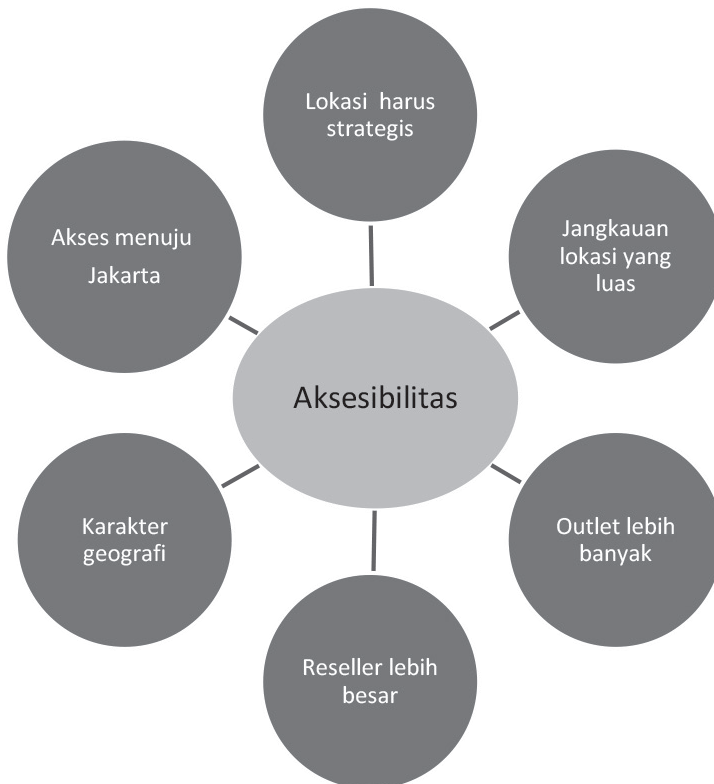 Lokasi harus
strategis
Akses menuju
Jakarta
Jangkauan
lokasi yang
luas
Aksesibilitas
Karakter
geografi
Outlet lebih
banyak
Reseller lebih
besar